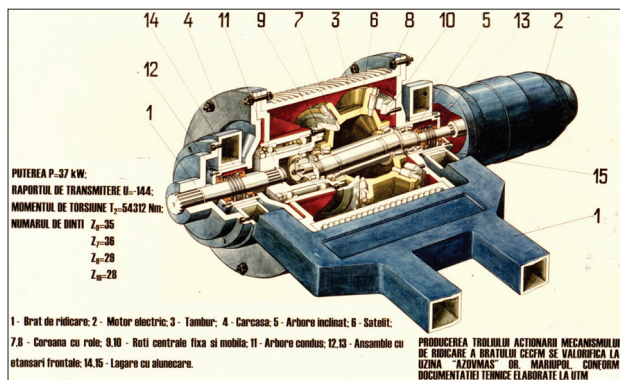 14 4 11 9 7 3 6 8 10 5 13 2
12
1
15
1
PUTEREA P=37 kW;
RAPORTUL DE TRANSMITERE U=-144;
MOMENTUL DE TORSIUNE T₂=54312 Nm;
NUMARUL DE DINTI Z₉=35
Z₇=36
Z₈=29
Z₁₀=28
1 - Brat de ridicare; 2 - Motor electric; 3 - Tambur; 4 - Carcasa; 5 - Arbore inclinat; 6 - Satelit;
7,8 - Coroana cu role; 9,10 - Roti centrale fixa si mobila; 11 - Arbore condus; 12,13 - Ansamble cu
etansari frontale; 14,15 - Lagare cu alunecare.
PRODUCEREA TROLIULUI ACTIONARII MECANISMULUI
DE RIDICARE A BRATULUI CECFM SE VALORIFICA LA
UZINA "AZOVMAS" OR. MARIUPOL, CONFORM
DOCUMENTATIEI TEHNICE ELABORATE LA UTM